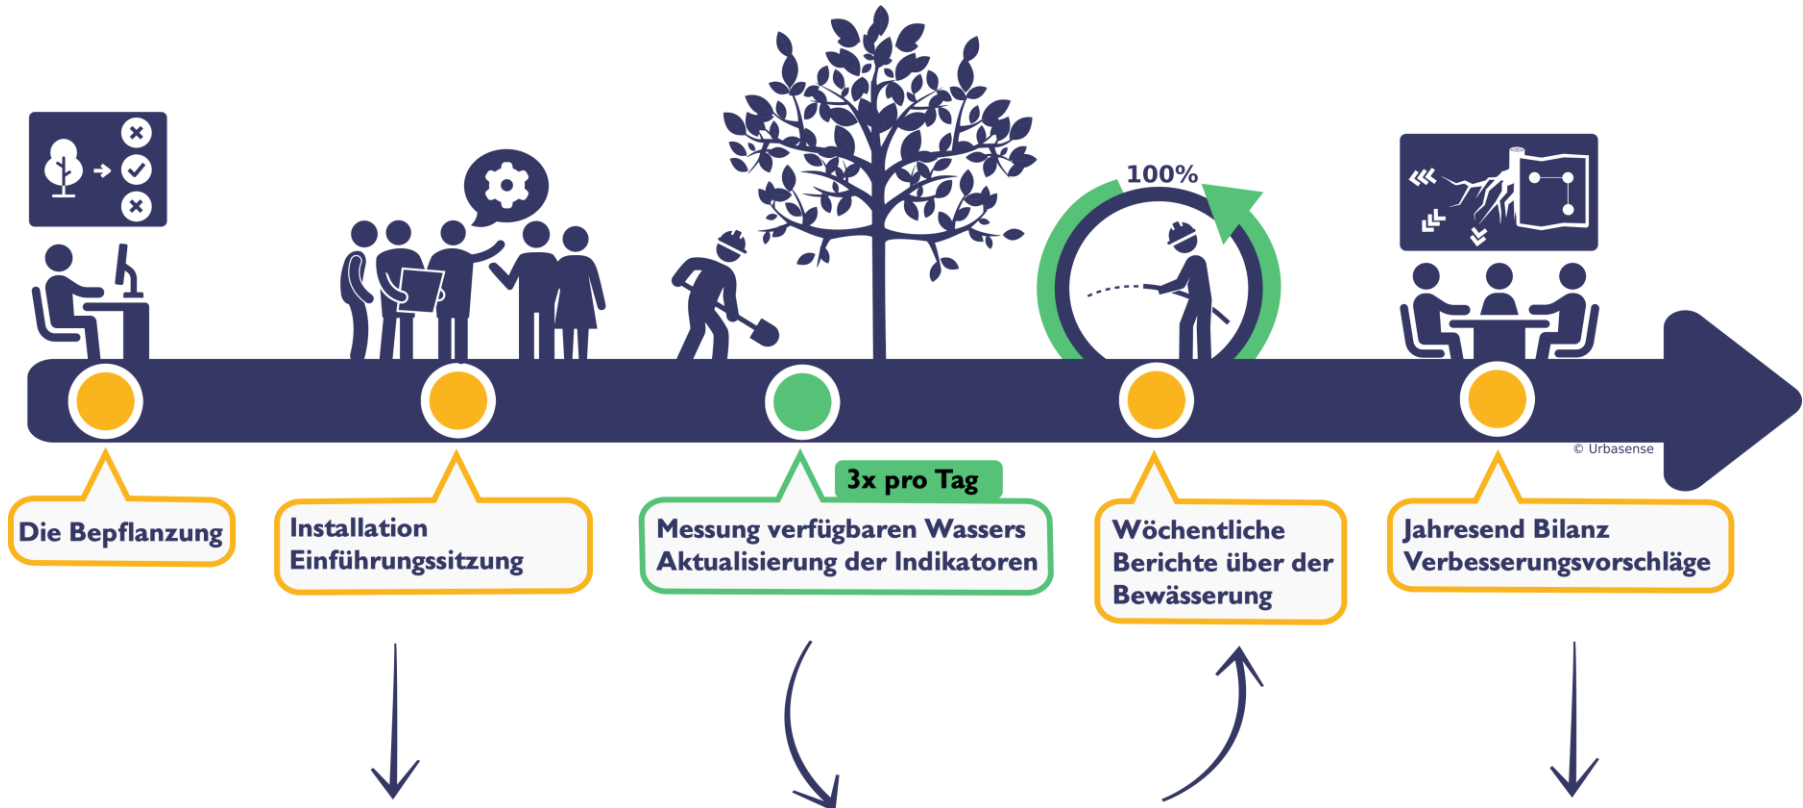 100%
© Urbasense
3x pro Tag
Die Bepflanzung
Installation
Einführungssitzung
Messung verfügbaren Wassers
Aktualisierung der Indikatoren
Wöchentliche
Berichte über der
Bewässerung
Jahresend Bilanz
Verbesserungsvorschläge